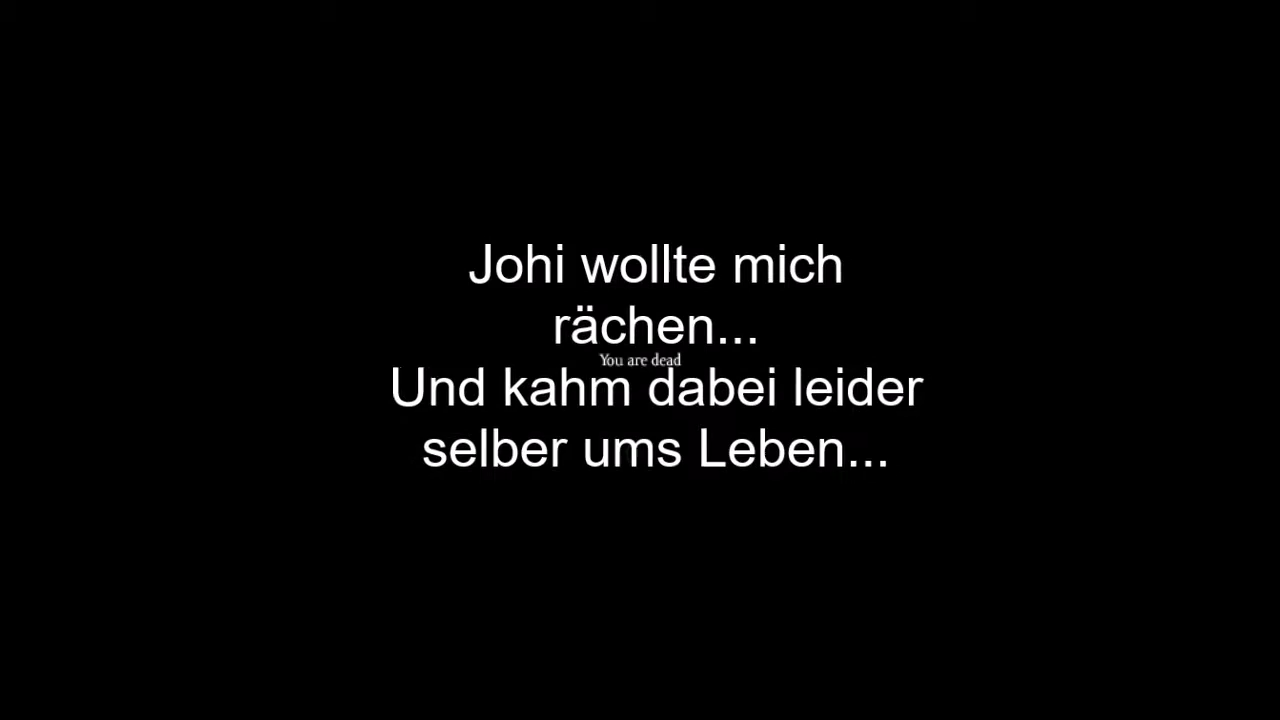 Johi wollte mich
rächen...
You are dead
Und kahm dabei leider
selber ums Leben...